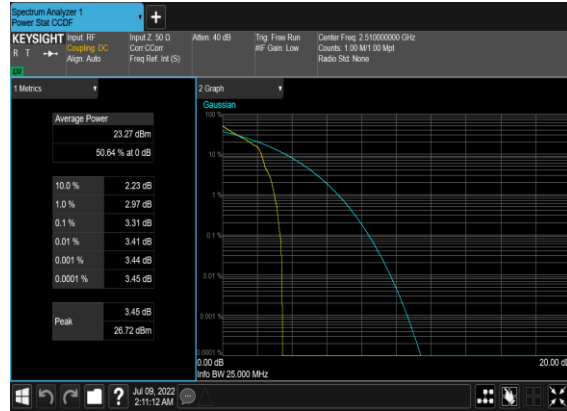 Spectrum Analyzer 1
Power Stat CCDF
KEYSIGHT
R T
LXI
Input: RF
Coupling: DC
Align: Auto
Input Z: 50 Ω
Corr CCorr
Freq Ref: Int (S)
Atten: 40 dB
Trig: Free Run
#IF Gain: Low
Center Freq: 2.510000000 GHz
Counts: 1.00 M/1.00 Mpt
Radio Std: None
1 Metrics
Average Power
23.27 dBm
50.64 % at 0 dB
10.0 % 2.23 dB
1.0 % 2.97 dB
0.1 % 3.31 dB
0.01 % 3.41 dB
0.001 % 3.44 dB
0.0001 % 3.45 dB
Peak 3.45 dB
26.72 dBm
2 Graph
Gaussian
100 %
10 %
1 %
0.1 %
0.01 %
0.001 %
0.0001 %
0.00 dB
20.00 dB
Info BW 25.000 MHz
?
Jul 09, 2022
2:11:12 AM